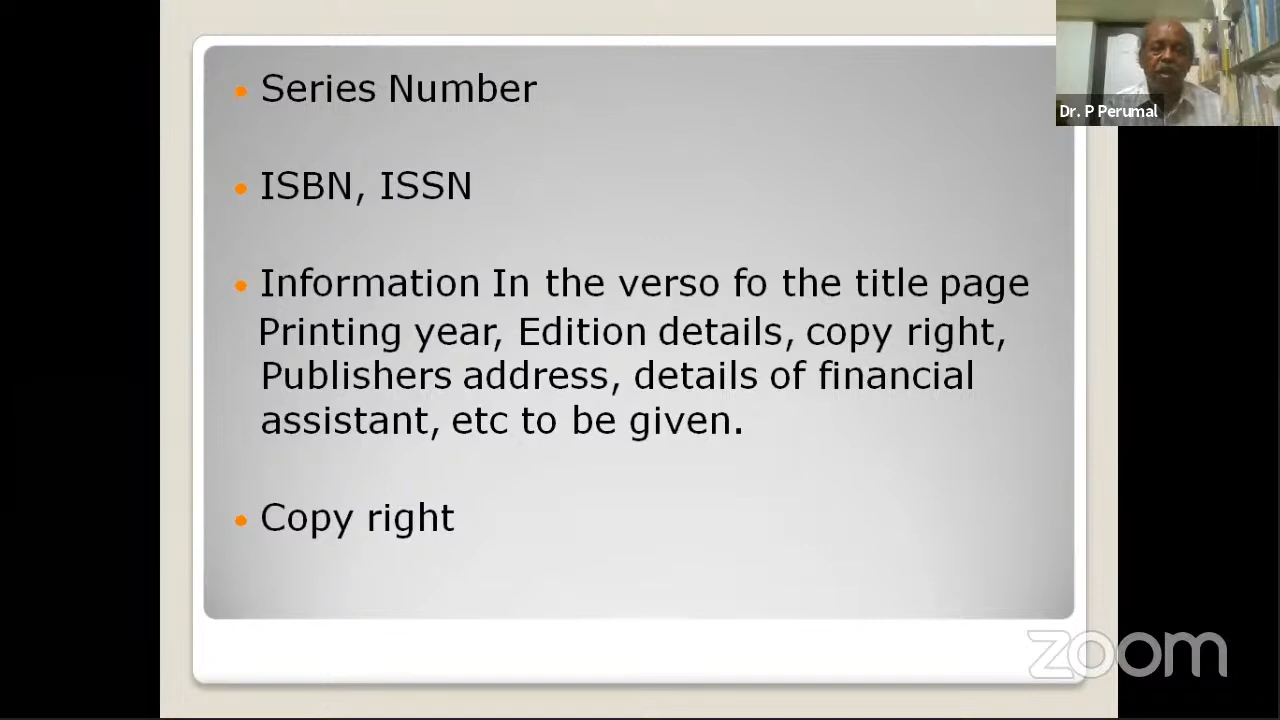 Series Number
ISBN, ISSN
Information In the verso fo the title page
Printing year, Edition details, copy right,
Publishers address, details of financial
assistant, etc to be given.
Copy right
Dr. P Perumal
zoom